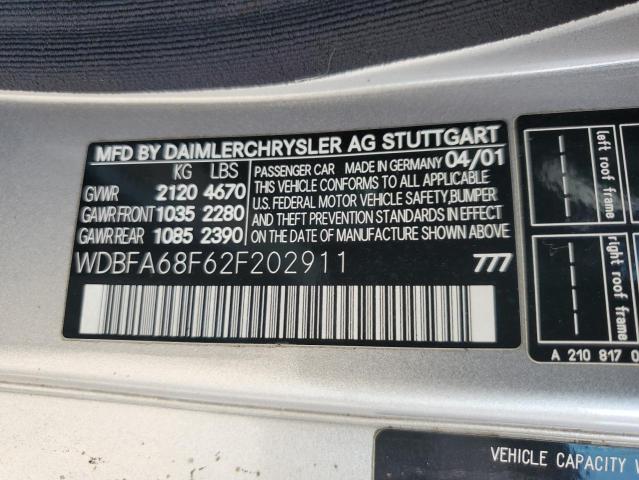 MFD BY DAIMLERCHRYSLER AG STUTTGART
KG LBS
GVWR 2120 4670
GAWR FRONT 1035 2280
GAWR REAR 1085 2390
PASSENGER CAR MADE IN GERMANY 04/01
THIS VEHICLE CONFORMS TO ALL APPLICABLE
U.S. FEDERAL MOTOR VEHICLE SAFETY, BUMPER
AND THEFT PREVENTION STANDARDS IN EFFECT
ON THE DATE OF MANUFACTURE SHOWN ABOVE.
WDBFA68F62F202911 777
left roof frame
right roof frame
A 210 817 0
VEHICLE CAPACITY W